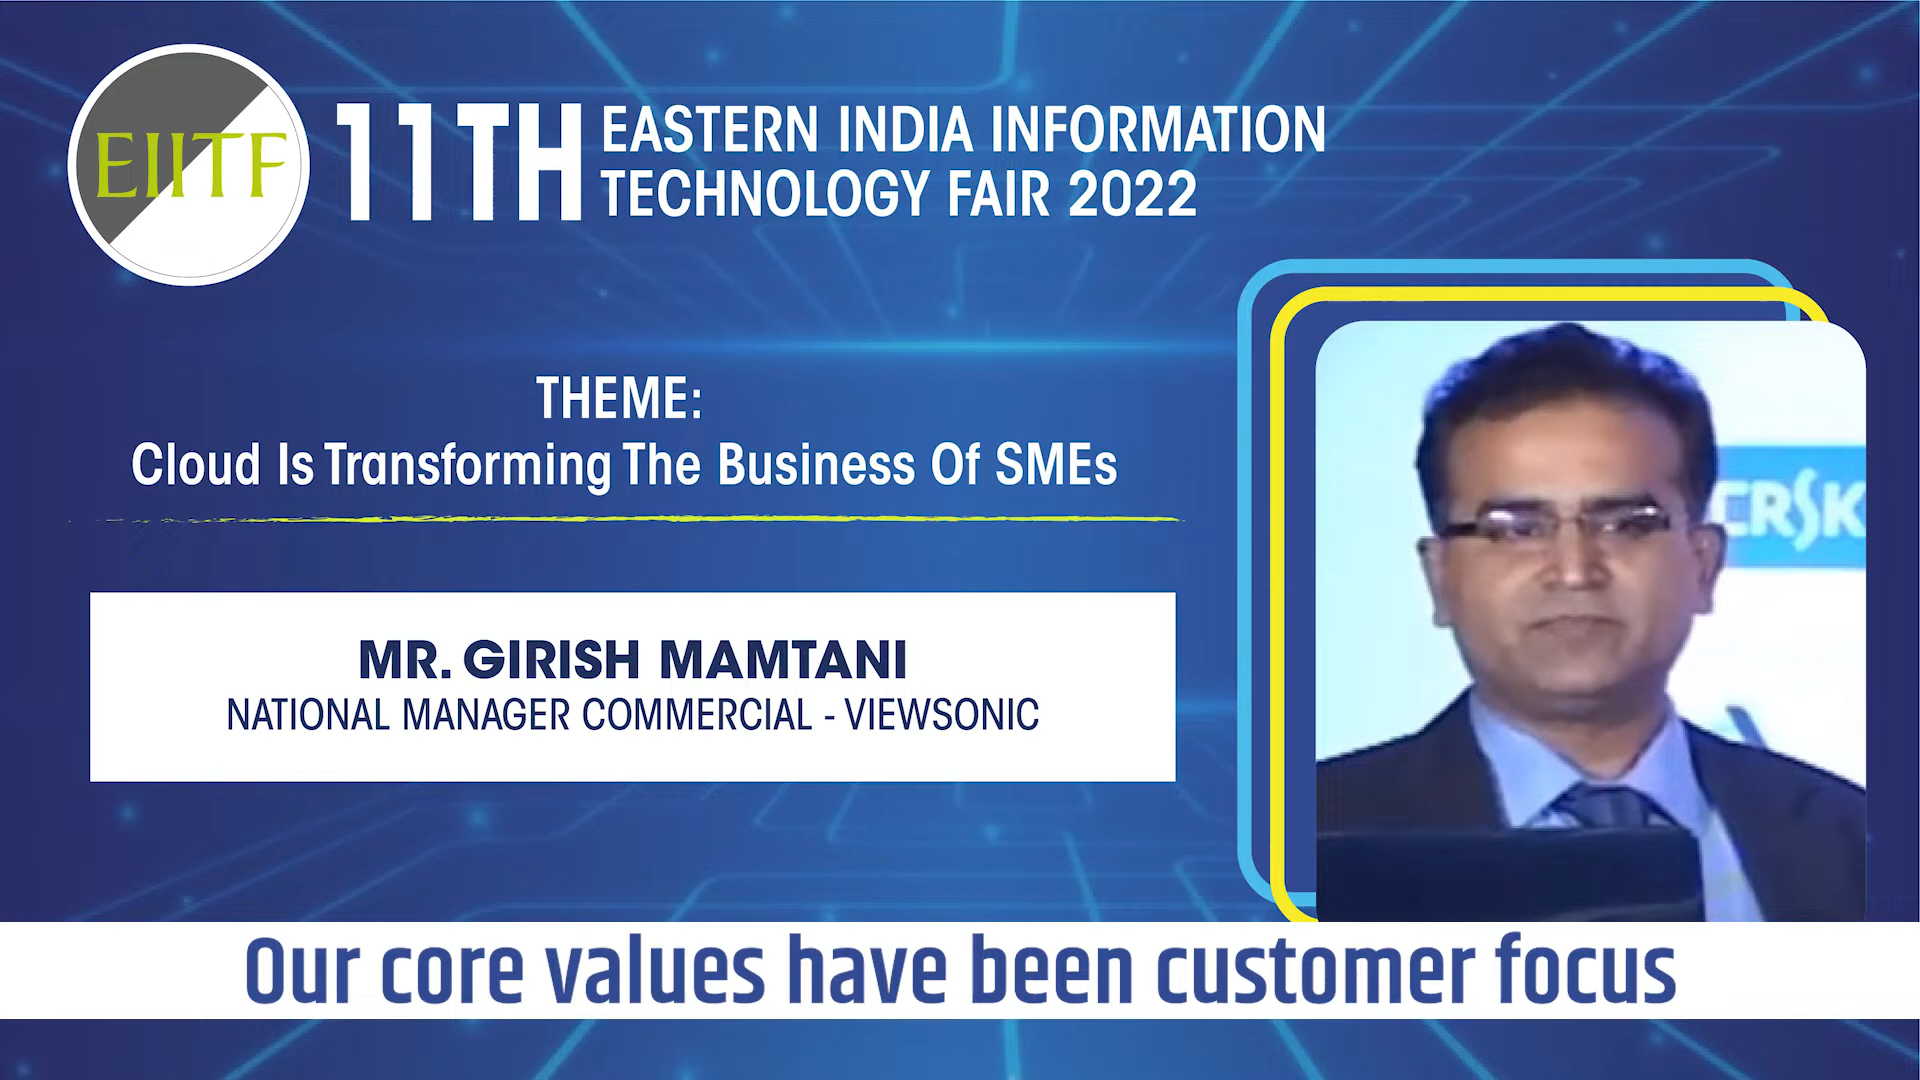 EIITF
11TH
EASTERN INDIA INFORMATION
TECHNOLOGY FAIR 2022
THEME:
Cloud Is Transforming The Business Of SMEs
MR. GIRISH MAMTANI
NATIONAL MANAGER COMMERCIAL - VIEWSONIC
Our core values have been customer focus